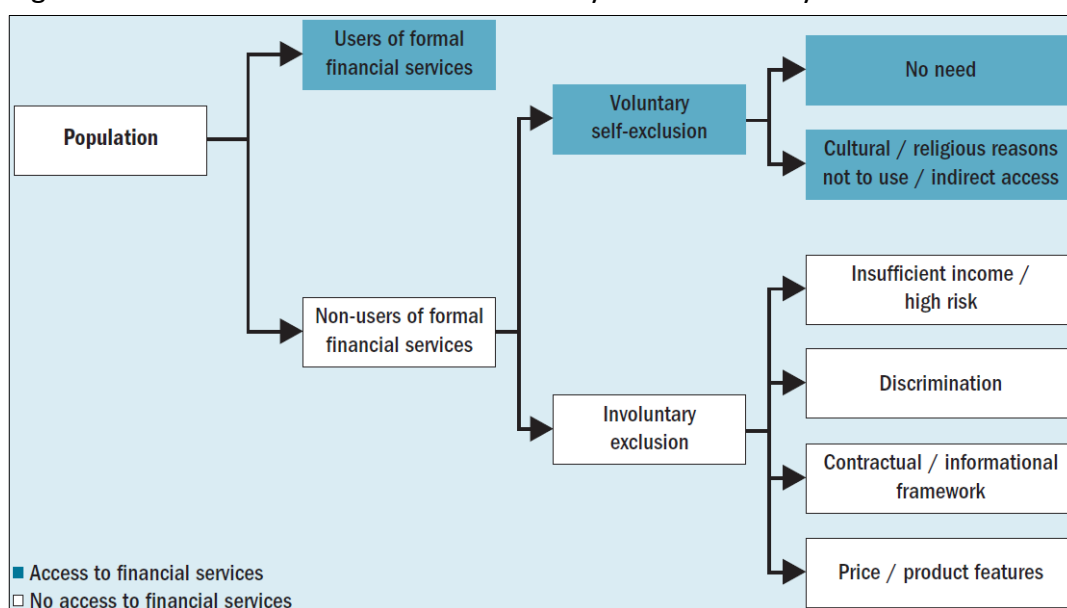 Users of formal
financial services
Population
Non-users of formal
financial services
Voluntary
self-exclusion
Involuntary
exclusion
No need
Cultural / religious reasons
not to use / indirect access
Insufficient income /
high risk
Discrimination
Contractual / informational
framework
Price / product features
Access to financial services
No access to financial services